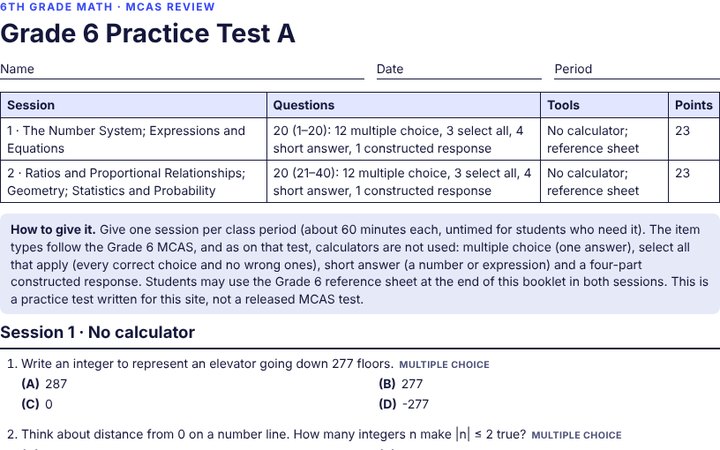 6TH GRADE MATH · MCAS REVIEW
Grade 6 Practice Test A
Name Date Period
Session Questions Tools Points
1 · The Number System; Expressions and Equations 20 (1–20): 12 multiple choice, 3 select all, 4 short answer, 1 constructed response No calculator; reference sheet 23
2 · Ratios and Proportional Relationships; Geometry; Statistics and Probability 20 (21–40): 12 multiple choice, 3 select all, 4 short answer, 1 constructed response No calculator; reference sheet 23
How to give it. Give one session per class period (about 60 minutes each, untimed for students who need it). The item
types follow the Grade 6 MCAS, and as on that test, calculators are not used: multiple choice (one answer), select all
that apply (every correct choice and no wrong ones), short answer (a number or expression) and a four-part
constructed response. Students may use the Grade 6 reference sheet at the end of this booklet in both sessions. This is
a practice test written for this site, not a released MCAS test.
Session 1 · No calculator
1. Write an integer to represent an elevator going down 277 floors. MULTIPLE CHOICE
(A) 287 (B) 277
(C) 0 (D) -277
2. Think about distance from 0 on a number line. How many integers n make |n| ≤ 2 true? MULTIPLE CHOICE